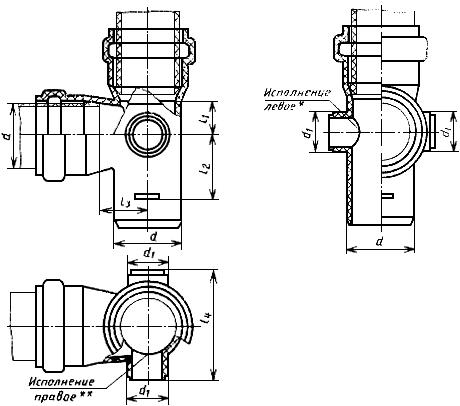 Исполнение
левое*
d
l₁
l₂
l₃
d
d₁
d₁
d
d₁
l₄
Исполнение
правое**
d₁